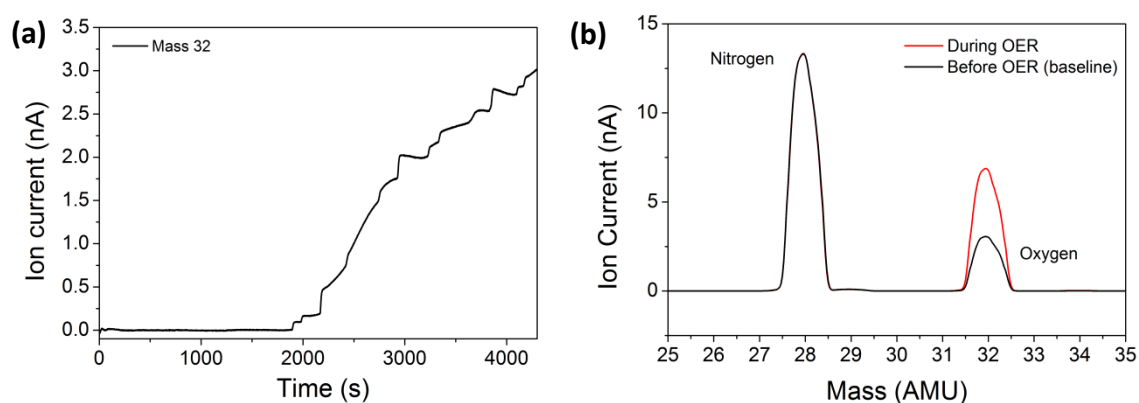 (a)
Mass 32
3.5
3.0
2.5
2.0
1.5
1.0
0.5
0.0
Ion current (nA)
0 1000 2000 3000 4000
Time (s)
(b)
During OER
Before OER (baseline)
Nitrogen
Oxygen
15
10
5
0
Ion Current (nA)
25 26 27 28 29 30 31 32 33 34 35
Mass (AMU)